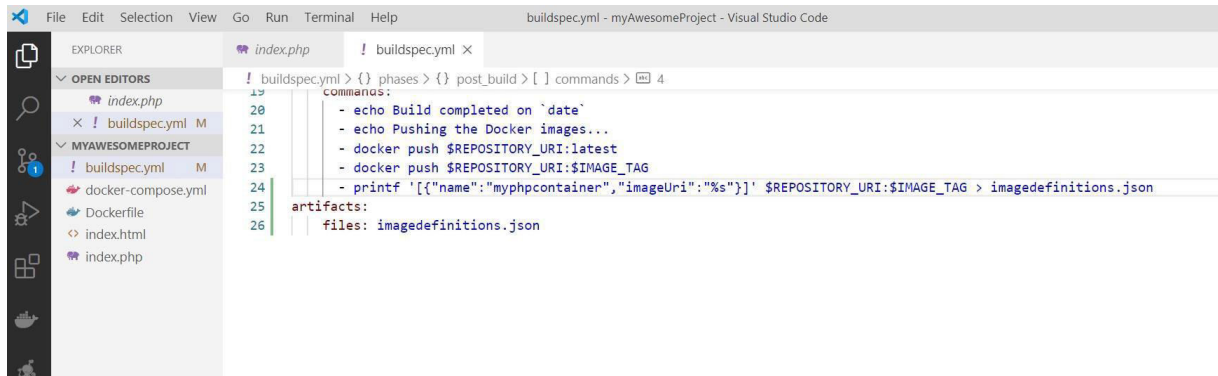 File Edit Selection View Go Run Terminal Help buildspec.yml - myAwesomeProject - Visual Studio Code
EXPLORER
OPEN EDITORS
index.php
buildspec.yml M
MYAWESOMEPROJECT
buildspec.yml M
docker-compose.yml
Dockerfile
index.html
index.php
1
index.php ! buildspec.yml
! buildspec.yml > {} phases > {} post_build > [ ] commands > abc 4
19 commands:
20 - echo Build completed on `date`
21 - echo Pushing the Docker images...
22 - docker push $REPOSITORY_URI:latest
23 - docker push $REPOSITORY_URI:$IMAGE_TAG
24 - printf '[{"name":"myphpcontainer","imageUri":"%s"}]' $REPOSITORY_URI:$IMAGE_TAG > imagedefinitions.json
25 artifacts:
26 files: imagedefinitions.json